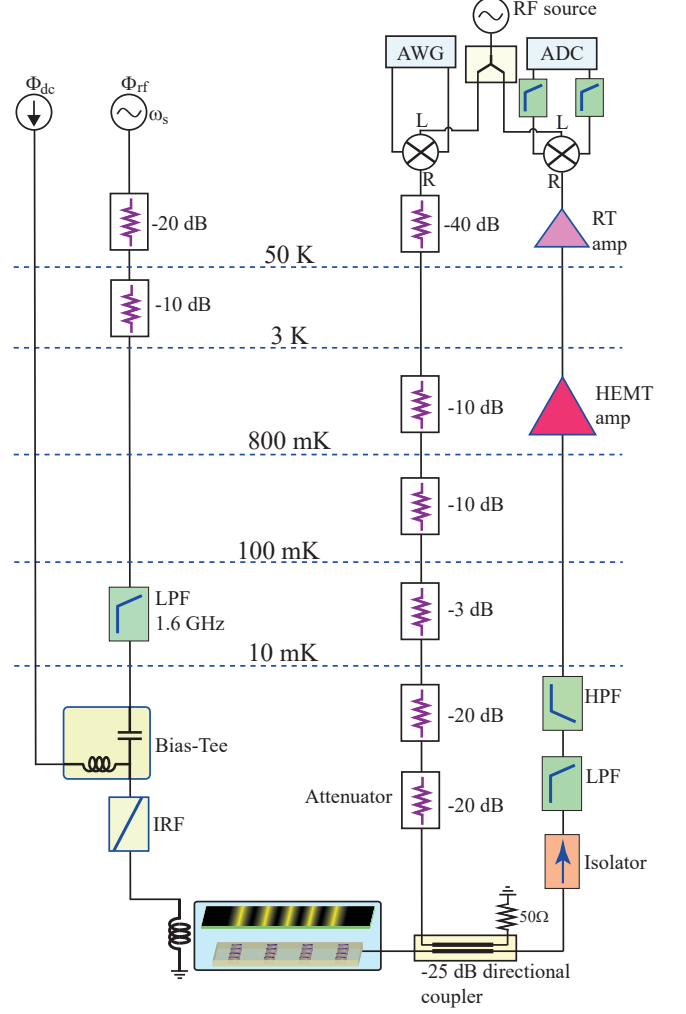 RF source
AWG
ADC
Φdc
Φrf
ωs
L
L
R
R
-20 dB
-40 dB
RT
amp
50 K
-10 dB
3 K
-10 dB
HEMT
amp
800 mK
-10 dB
100 mK
LPF
1.6 GHz
-3 dB
10 mK
-20 dB
HPF
Bias-Tee
Attenuator
-20 dB
LPF
IRF
Isolator
50Ω
-25 dB directional
coupler